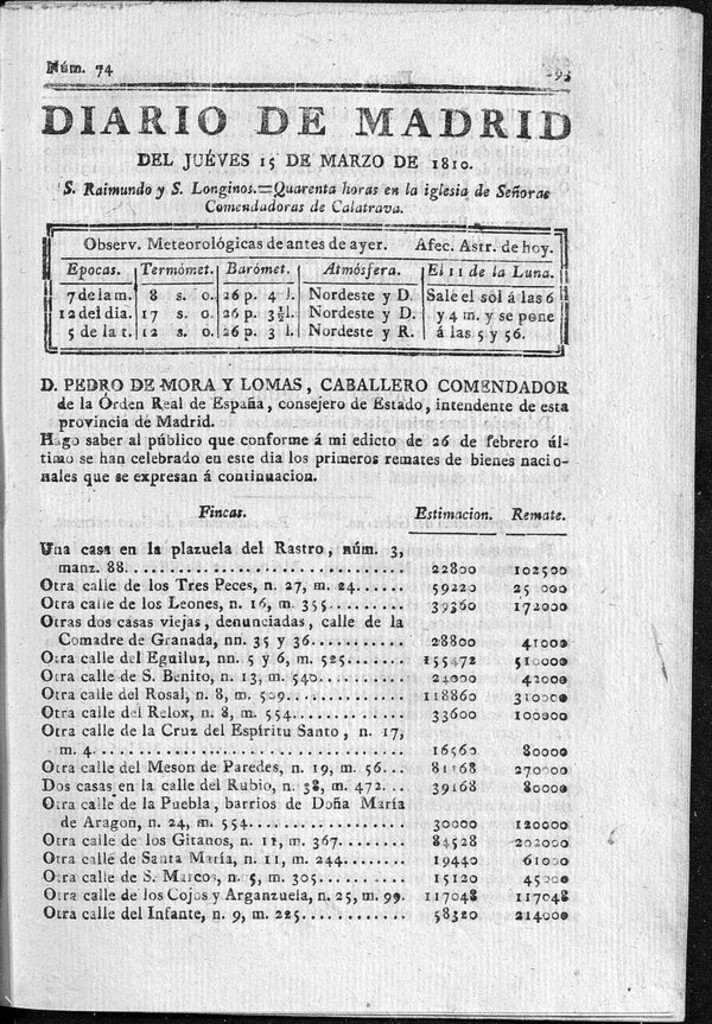 Núm. 74
DIARIO DE MADRID
DEL JUÉVES 15 DE MARZO DE 1810.
S. Raimundo y S. Longinos.=Quarenta horas en la iglesia de Señoras
Comendadoras de Calatrava.
Observ. Meteorológicas de antes de ayer. Afec. Astr. de hoy.
Epocas. Termómet. Barómet. Atmósfera. El 11 de la Luna.
7 de la m. 8 s. o. 26 p. 4 l. Nordeste y D. Sale el sol á las 6
12 del dia. 17 s. o. 26 p. 3½l. Nordeste y D. y 4 m. y se pone
5 de la t. 12 s. o. 26 p. 3 l. Nordeste y R. á las 5 y 56.
D. PEDRO DE MORA Y LOMAS, CABALLERO COMENDADOR
de la Órden Real de España, consejero de Estado, intendente de esta
provincia de Madrid.
Hago saber al público que conforme á mi edicto de 26 de febrero úl-
timo se han celebrado en este dia los primeros remates de bienes nacio-
nales que se expresan á continuacion.
Fincas. Estimacion. Remate.
Una casa en la plazuela del Rastro, núm. 3,
manz. 88. 22800 102500
Otra calle de los Tres Peces, n. 27, m. 24. 59220 25 000
Otra calle de los Leones, n. 16, m. 355. 39360 172000
Otras dos casas viejas, denunciadas, calle de la
Comadre de Granada, nn. 35 y 36. 28800 41000
Otra calle del Eguiluz, nn. 5 y 6, m. 525. 155472 510000
Otra calle de S. Benito, n. 13, m. 540. 24000 42000
Otra calle del Rosal, n. 8, m. 509. 118860 310000
Otra calle del Relox, n. 8, m. 554. 33600 100000
Otra calle de la Cruz del Espíritu Santo, n. 17,
m. 4. 16560 80000
Otra calle del Meson de Paredes, n. 19, m. 56. 81168 270000
Dos casas en la calle del Rubio, n. 38, m. 472. 39168 80000
Otra calle de la Puebla, barrios de Doña María
de Aragon, n. 24, m. 554. 30000 120000
Otra calle de los Gitanos, n. 11, m. 367. 84528 202000
Otra calle de Santa María, n. 11, m. 244. 19440 61000
Otra calle de S. Marcos, n. 5, m. 305. 15120 45000
Otra calle de los Cojos y Arganzuela, n. 25, m. 99. 117048 117048
Otra calle del Infante, n. 9, m. 225. 58320 214000